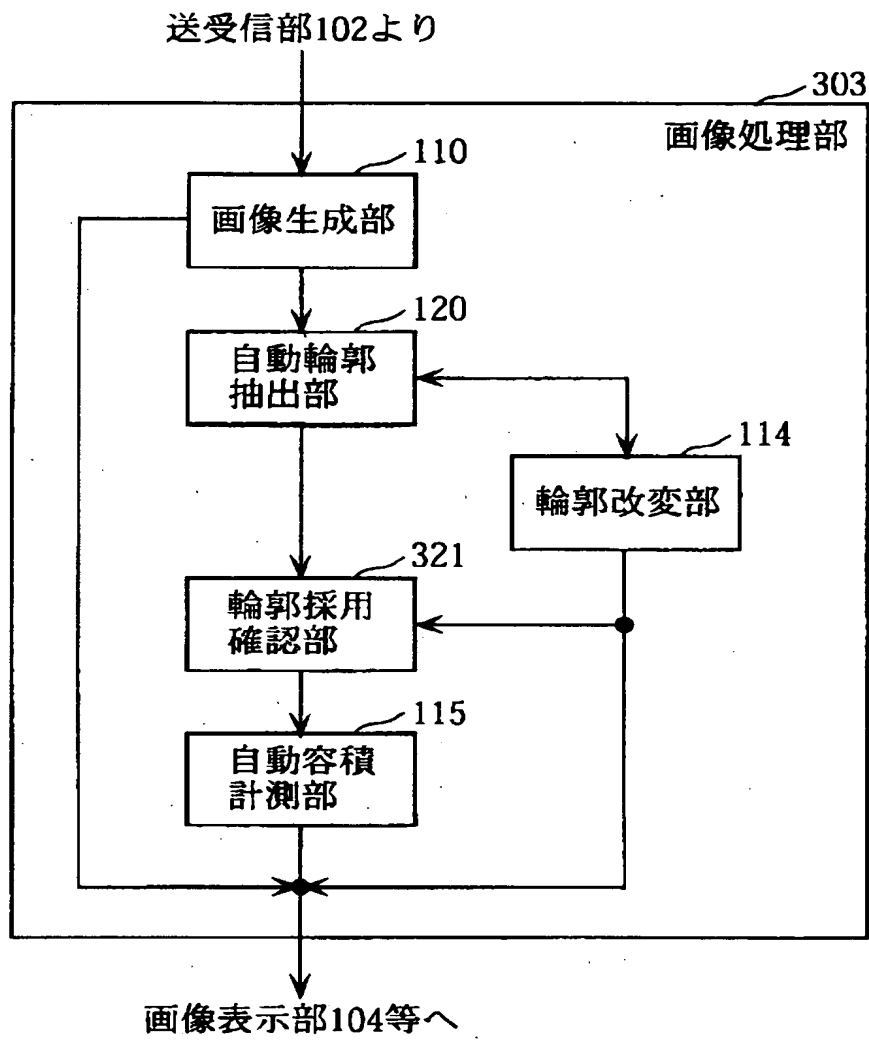 送受信部102より
303
画像処理部
110
画像生成部
120
自動輪郭
抽出部
114
輪郭改変部
321
輪郭採用
確認部
115
自動容積
計測部
画像表示部104等へ